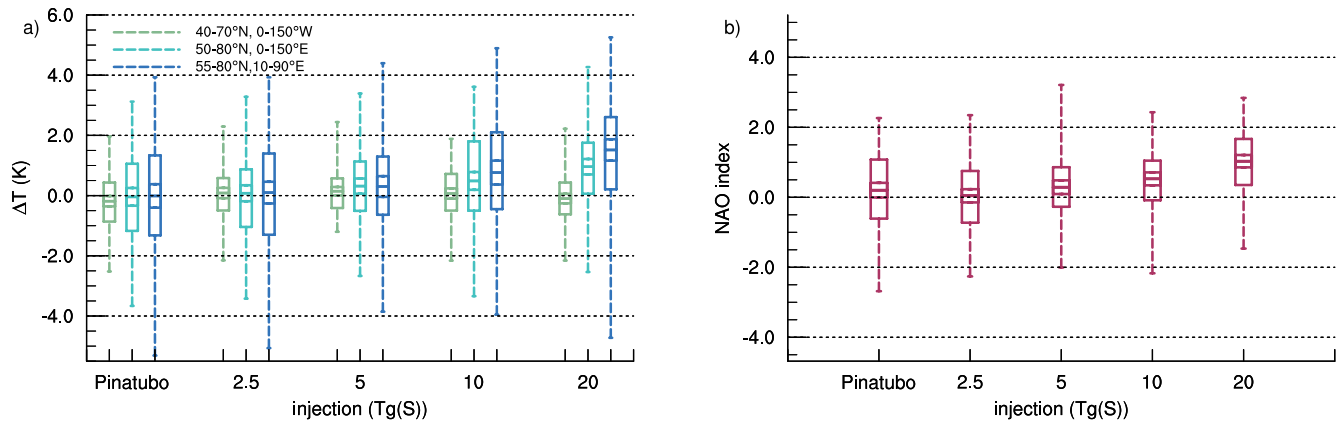 a)
6.0
4.0
2.0
0.0
-2.0
-4.0
ΔT (K)
40-70°N, 0-150°W
50-80°N, 0-150°E
55-80°N,10-90°E
Pinatubo 2.5 5 10 20
injection (Tg(S))
b)
4.0
2.0
0.0
-2.0
-4.0
NAO index
Pinatubo 2.5 5 10 20
injection (Tg(S))